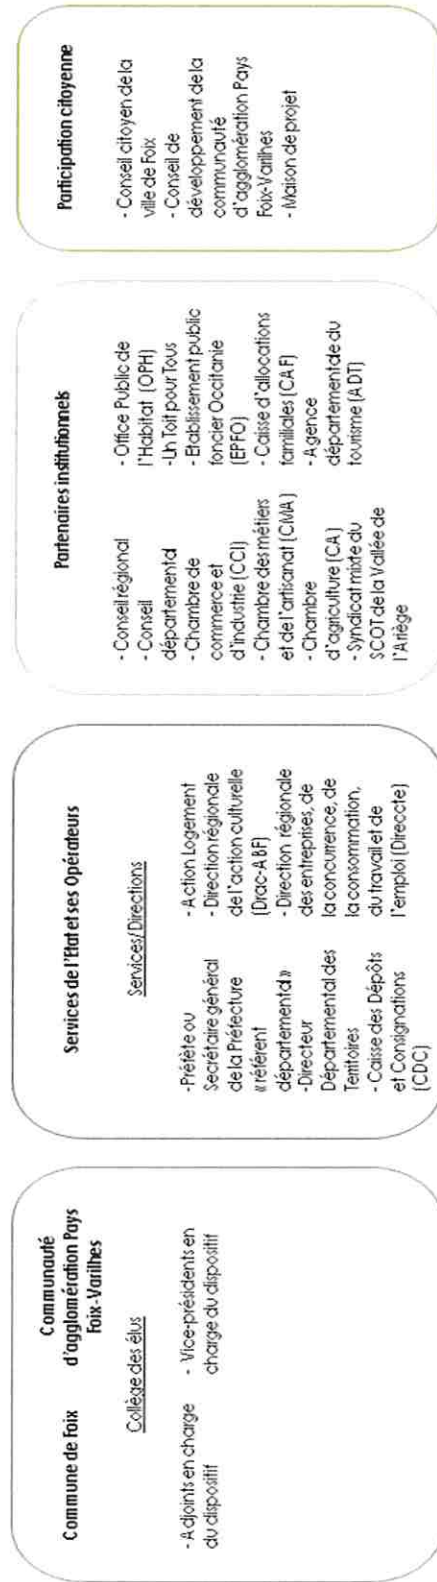 Commune de Foix
Communauté
d'agglomération Pays
Foix-Varilhes
Collège des élus
- Adjoints en charge
du dispositif
- Vice-présidents en
charge du dispositif
Services de l'Etat et ses Opérateurs
Services/Directions
- Préfète ou
Secrétaire général
de la Préfecture
« référent
départemental »
- Directeur
Départemental des
Territoires
- Caisse des Dépôts
et Consignations
(CDC)
- Action Logement
- Direction régionale
de l'action culturelle
(Drac-ABF)
- Direction régionale
des entreprises, de
la concurrence, de
la consommation,
du travail et de
l'emploi (Direccte)
Partenaires institutionnels
- Conseil régional
- Conseil
départemental
- Chambre de
commerce et
d'industrie (CCI)
- Chambre des métiers
et de l'artisanat (CMA)
- Chambre
d'agriculture (CA)
- Syndicat mixte du
SCOT de la Vallée de
l'Ariège
- Office Public de
l'Habitat (OPH)
- Un Toit pour Tous
- Etablissement public
foncier Occitanie
(EPFO)
- Caisse d'allocations
familiales (CAF)
- Agence
départementale du
tourisme (ADT)
Participation citoyenne
- Conseil citoyen de la
ville de Foix
- Conseil de
développement de la
communauté
d'agglomération Pays
Foix-Varilhes
- Maison de projet